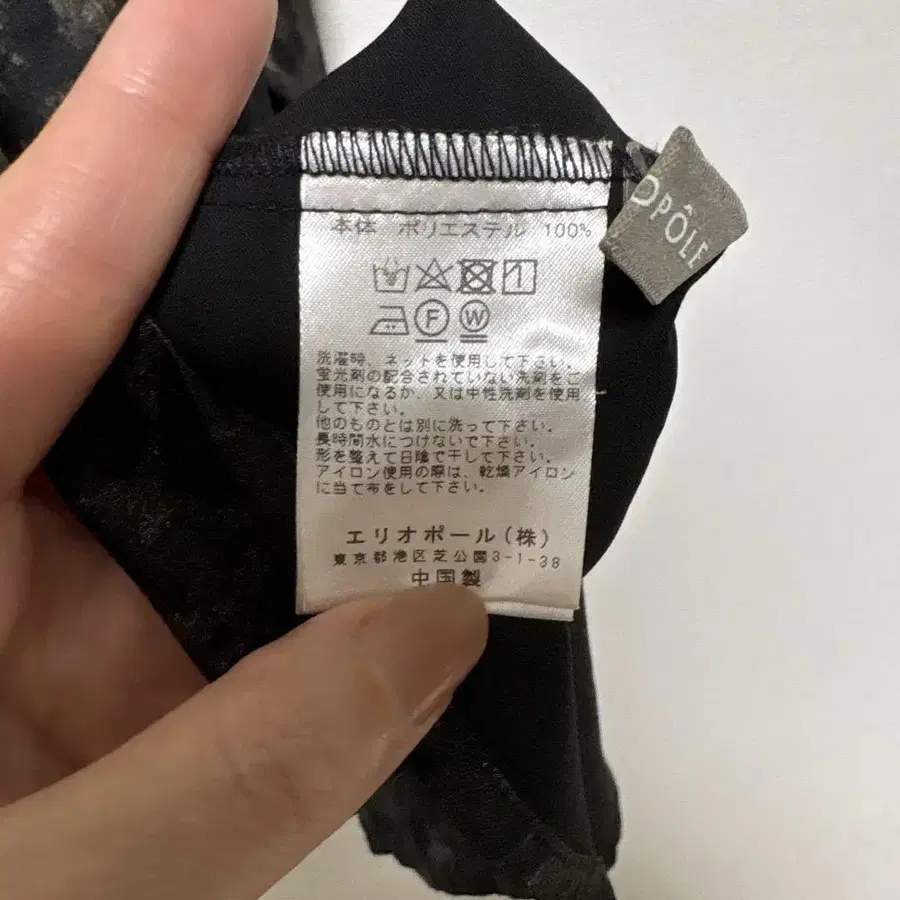 本体 ポリエステル 100%
OPÔLE
F W
洗濯時、ネットを使用して下さい。
蛍光剤の配合されていない洗剤をご
使用になるか、又は中性洗剤を使用
して下さい。
他のものとは別に洗って下さい。
長時間水につけないで下さい。
形を整えて日陰で干して下さい。
アイロン使用の際は、乾燥アイロン
に当て布をして下さい。
エリオポール(株)
東京都港区芝公園3-1-38
中国製